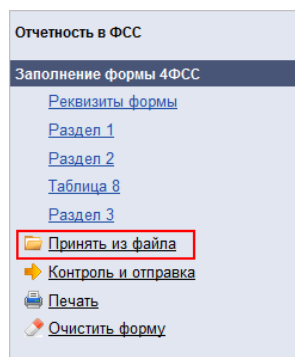 Отчетность в ФСС
Заполнение формы 4ФСС
Реквизиты формы
Раздел 1
Раздел 2
Таблица 8
Раздел 3
Принять из файла
Контроль и отправка
Печать
Очистить форму